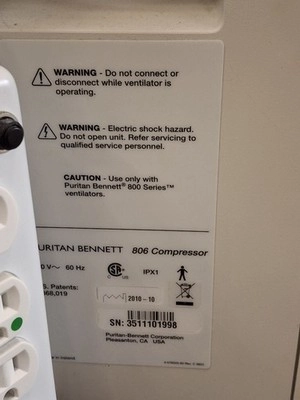 WARNING - Do not connect or
disconnect while ventilator is
operating.
WARNING - Electric shock hazard.
Do not open unit. Refer servicing to
qualified service personnel.
CAUTION - Use only with
Puritan Bennett® 800 Series™
ventilators.
URITAN BENNETT 806 Compressor
0 V~ 60 Hz
IPX1
S. Patents:
68,019
2010-10
SN: 3511101998
Puritan-Bennett Corporation
Pleasanton, CA USA